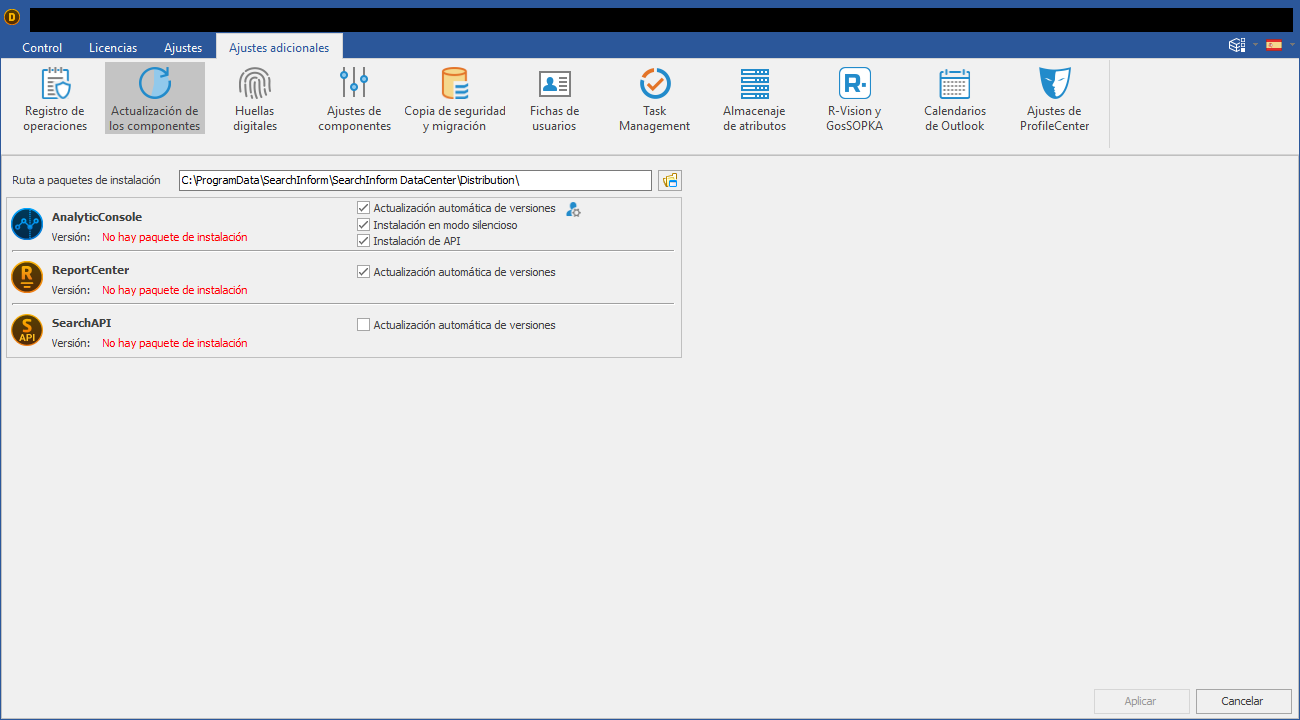 D
Control Licencias Ajustes Ajustes adicionales
Registro de operaciones
Actualización de los componentes
Huellas digitales
Ajustes de componentes
Copia de seguridad y migración
Fichas de usuarios
Task Management
Almacenaje de atributos
R-Vision y GosSOPKA
Calendarios de Outlook
Ajustes de ProfileCenter
Ruta a paquetes de instalación C:\ProgramData\SearchInform\SearchInform DataCenter\Distribution\
AnalyticConsole
Versión: No hay paquete de instalación
Actualización automática de versiones
Instalación en modo silencioso
Instalación de API
R
ReportCenter
Versión: No hay paquete de instalación
Actualización automática de versiones
S
API
SearchAPI
Versión: No hay paquete de instalación
Actualización automática de versiones
Aplicar Cancelar